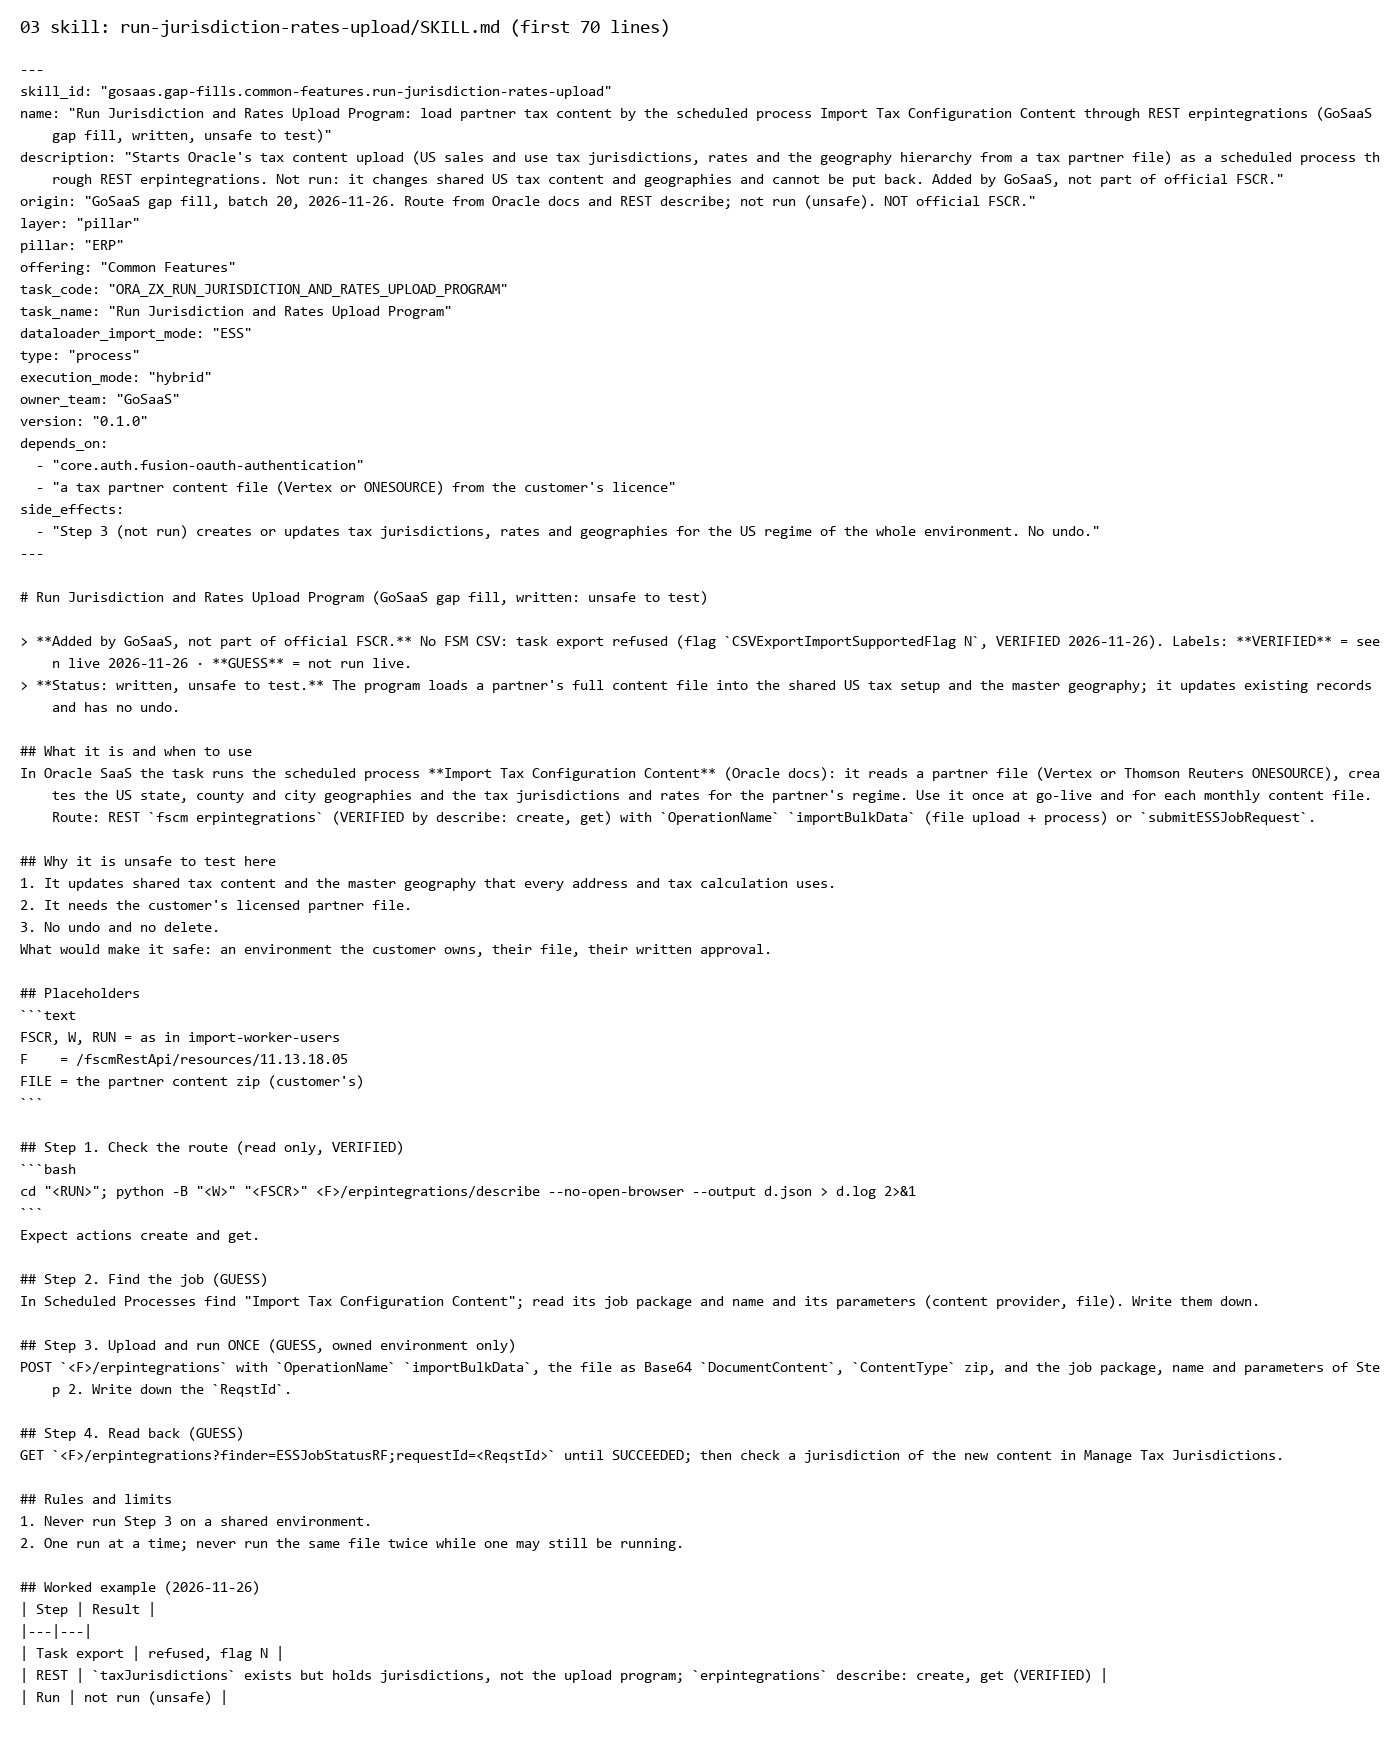 03 skill: run-jurisdiction-rates-upload/SKILL.md (first 70 lines)
---
skill_id: "gosaas.gap-fills.common-features.run-jurisdiction-rates-upload"
name: "Run Jurisdiction and Rates Upload Program: load partner tax content by the scheduled process Import Tax Configuration Content through REST erpintegrations (GoSaaS
    gap fill, written, unsafe to test)"
description: "Starts Oracle's tax content upload (US sales and use tax jurisdictions, rates and the geography hierarchy from a tax partner file) as a scheduled process th
    rough REST erpintegrations. Not run: it changes shared US tax content and geographies and cannot be put back. Added by GoSaaS, not part of official FSCR."
origin: "GoSaaS gap fill, batch 20, 2026-11-26. Route from Oracle docs and REST describe; not run (unsafe). NOT official FSCR."
layer: "pillar"
pillar: "ERP"
offering: "Common Features"
task_code: "ORA_ZX_RUN_JURISDICTION_AND_RATES_UPLOAD_PROGRAM"
task_name: "Run Jurisdiction and Rates Upload Program"
dataloader_import_mode: "ESS"
type: "process"
execution_mode: "hybrid"
owner_team: "GoSaaS"
version: "0.1.0"
depends_on:
  - "core.auth.fusion-oauth-authentication"
  - "a tax partner content file (Vertex or ONESOURCE) from the customer's licence"
side_effects:
  - "Step 3 (not run) creates or updates tax jurisdictions, rates and geographies for the US regime of the whole environment. No undo."
---
# Run Jurisdiction and Rates Upload Program (GoSaaS gap fill, written: unsafe to test)
> **Added by GoSaaS, not part of official FSCR.** No FSM CSV: task export refused (flag `CSVExportImportSupportedFlag N`, VERIFIED 2026-11-26). Labels: **VERIFIED** = see
    n live 2026-11-26 · **GUESS** = not run live.
> **Status: written, unsafe to test.** The program loads a partner's full content file into the shared US tax setup and the master geography; it updates existing records
    and has no undo.
## What it is and when to use
In Oracle SaaS the task runs the scheduled process **Import Tax Configuration Content** (Oracle docs): it reads a partner file (Vertex or Thomson Reuters ONESOURCE), crea
    tes the US state, county and city geographies and the tax jurisdictions and rates for the partner's regime. Use it once at go-live and for each monthly content file.
    Route: REST `fscm erpintegrations` (VERIFIED by describe: create, get) with `OperationName` `importBulkData` (file upload + process) or `submitESSJobRequest`.
## Why it is unsafe to test here
1. It updates shared tax content and the master geography that every address and tax calculation uses.
2. It needs the customer's licensed partner file.
3. No undo and no delete.
What would make it safe: an environment the customer owns, their file, their written approval.
## Placeholders
```text
FSCR, W, RUN = as in import-worker-users
F    = /fscmRestApi/resources/11.13.18.05
FILE = the partner content zip (customer's)
```
## Step 1. Check the route (read only, VERIFIED)
```bash
cd "<RUN>"; python -B "<W>" "<FSCR>" <F>/erpintegrations/describe --no-open-browser --output d.json > d.log 2>&1
```
Expect actions create and get.
## Step 2. Find the job (GUESS)
In Scheduled Processes find "Import Tax Configuration Content"; read its job package and name and its parameters (content provider, file). Write them down.
## Step 3. Upload and run ONCE (GUESS, owned environment only)
POST `<F>/erpintegrations` with `OperationName` `importBulkData`, the file as Base64 `DocumentContent`, `ContentType` zip, and the job package, name and parameters of Ste
    p 2. Write down the `ReqstId`.
## Step 4. Read back (GUESS)
GET `<F>/erpintegrations?finder=ESSJobStatusRF;requestId=<ReqstId>` until SUCCEEDED; then check a jurisdiction of the new content in Manage Tax Jurisdictions.
## Rules and limits
1. Never run Step 3 on a shared environment.
2. One run at a time; never run the same file twice while one may still be running.
## Worked example (2026-11-26)
| Step | Result |
|---|---|
| Task export | refused, flag N |
| REST | `taxJurisdictions` exists but holds jurisdictions, not the upload program; `erpintegrations` describe: create, get (VERIFIED) |
| Run | not run (unsafe) |